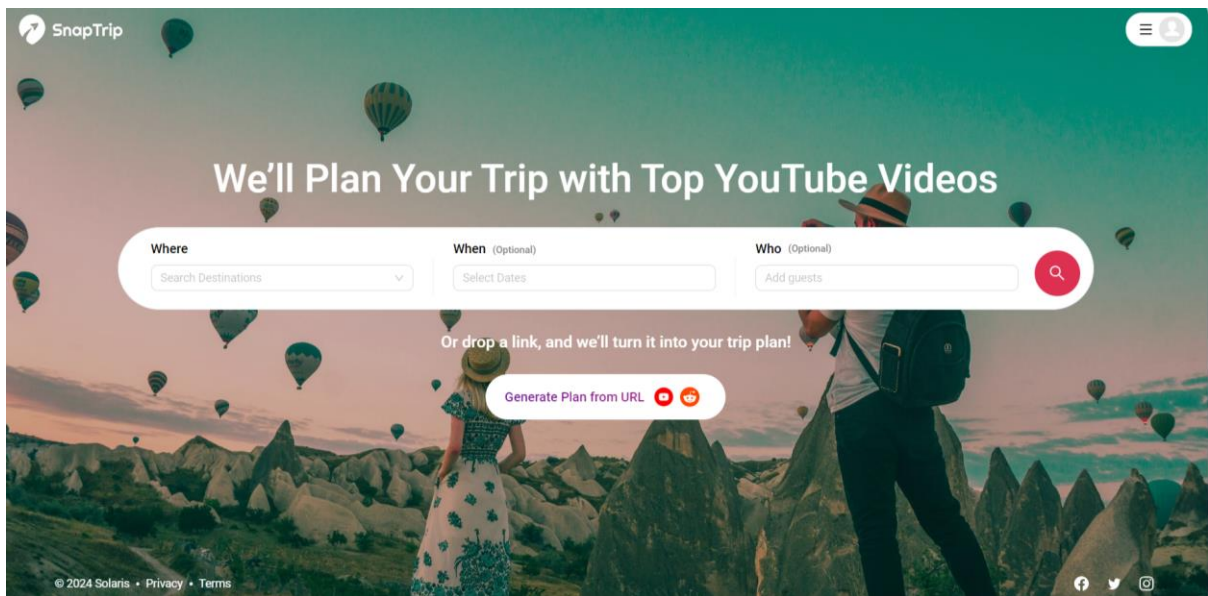 SnapTrip
We'll Plan Your Trip with Top YouTube Videos
Where
When (Optional)
Who (Optional)
Search Destinations
Select Dates
Add guests
Or drop a link, and we'll turn it into your trip plan!
Generate Plan from URL
© 2024 Solaris • Privacy • Terms